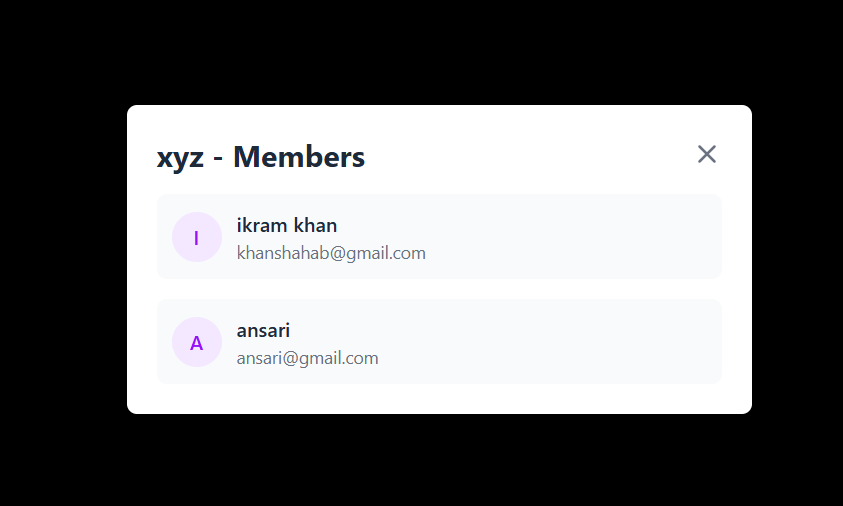 xyz - Members
I
ikram khan
khanshahab@gmail.com
A
ansari
ansari@gmail.com